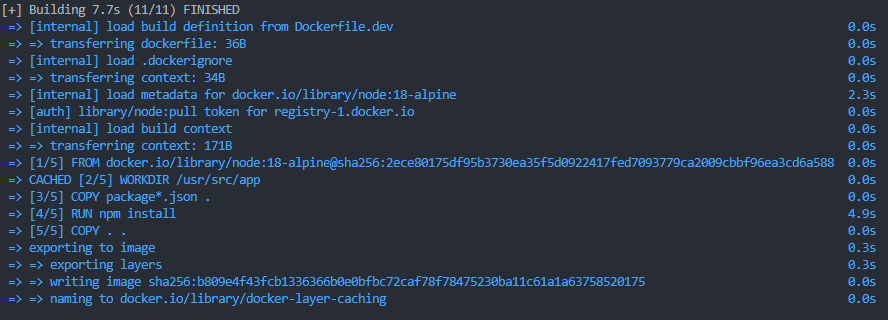 [+] Building 7.7s (11/11) FINISHED
=> [internal] load build definition from Dockerfile.dev 0.0s
=> => transferring dockerfile: 36B 0.0s
=> [internal] load .dockerignore 0.0s
=> => transferring context: 34B 0.0s
=> [internal] load metadata for docker.io/library/node:18-alpine 2.3s
=> [auth] library/node:pull token for registry-1.docker.io 0.0s
=> [internal] load build context 0.0s
=> => transferring context: 171B 0.0s
=> [1/5] FROM docker.io/library/node:18-alpine@sha256:2ece80175df95b3730ea35f5d0922417fed7093779ca2009cbbf96ea3cd6a588 0.0s
=> CACHED [2/5] WORKDIR /usr/src/app 0.0s
=> [3/5] COPY package*.json . 0.0s
=> [4/5] RUN npm install 4.9s
=> [5/5] COPY . . 0.0s
=> exporting to image 0.3s
=> => exporting layers 0.3s
=> => writing image sha256:b809e4f43fcb1336366b0e0bfbc72caf78f78475230ba11c61a1a63758520175 0.0s
=> => naming to docker.io/library/docker-layer-caching 0.0s